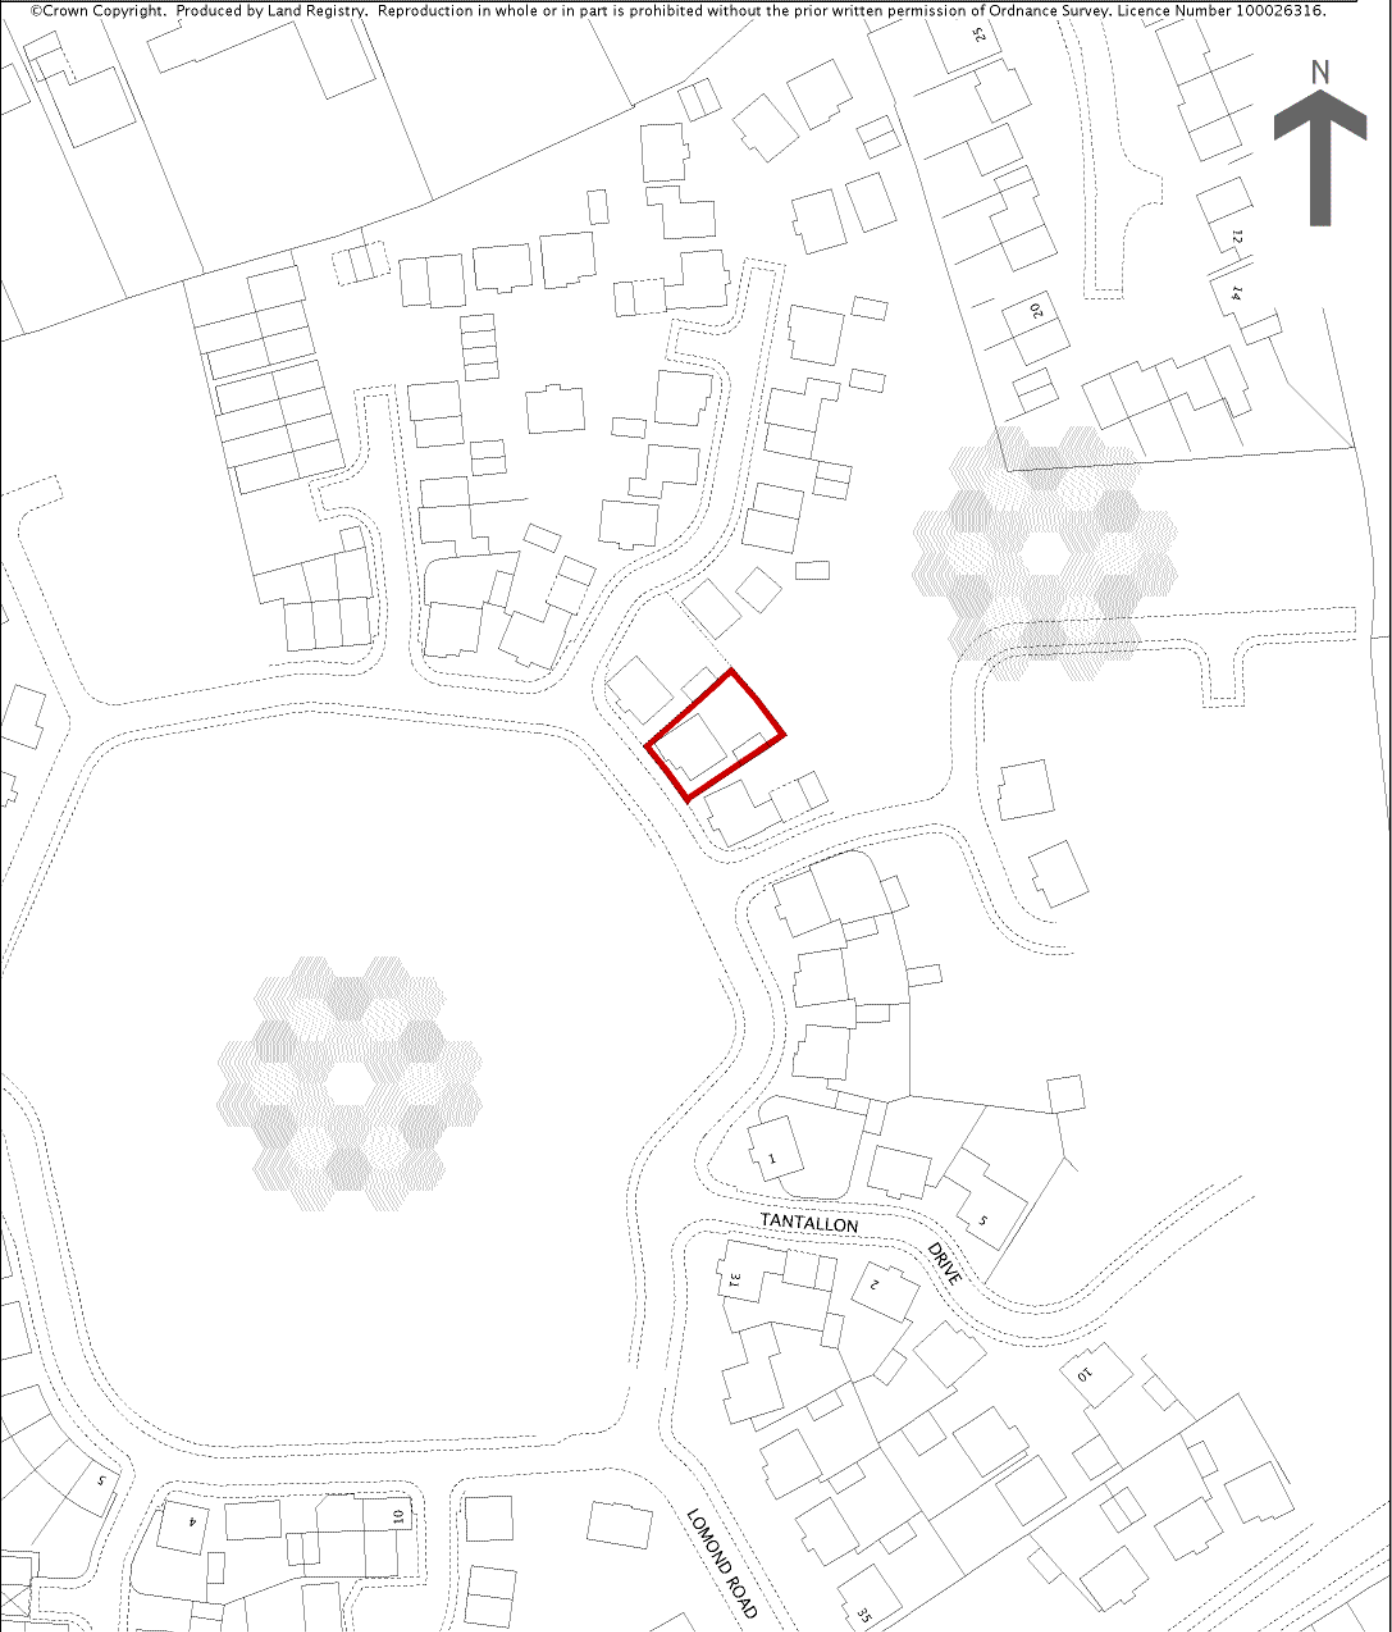 ©Crown Copyright. Produced by Land Registry. Reproduction in whole or in part is prohibited without the prior written permission of Ordnance Survey. Licence Number 100026316.
25
N
12
14
20
1
TANTALLON
5
DRIVE
31
2
10
5
4
10
LOMOND ROAD
35